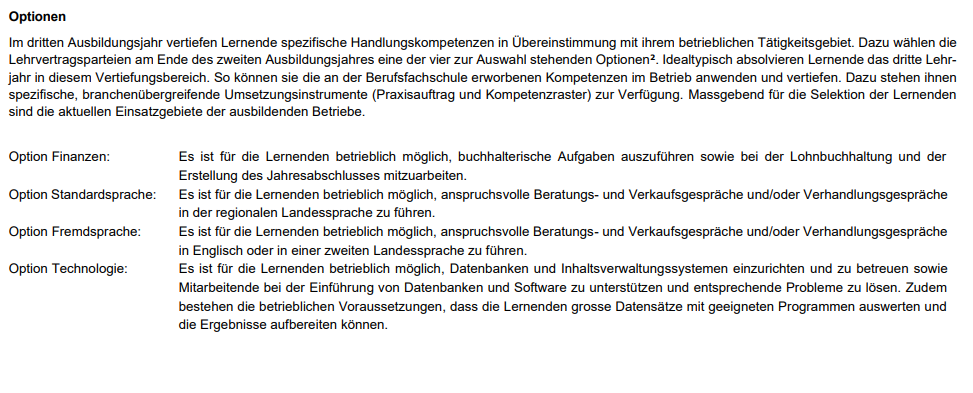 Optionen
Im dritten Ausbildungsjahr vertiefen Lernende spezifische Handlungskompetenzen in Übereinstimmung mit ihrem betrieblichen Tätigkeitsgebiet. Dazu wählen die
Lehrvertragsparteien am Ende des zweiten Ausbildungsjahres eine der vier zur Auswahl stehenden Optionen². Idealtypisch absolvieren Lernende das dritte Lehr-
jahr in diesem Vertiefungsbereich. So können sie die an der Berufsfachschule erworbenen Kompetenzen im Betrieb anwenden und vertiefen. Dazu stehen ihnen
spezifische, branchenübergreifende Umsetzungsinstrumente (Praxisauftrag und Kompetenzraster) zur Verfügung. Massgebend für die Selektion der Lernenden
sind die aktuellen Einsatzgebiete der ausbildenden Betriebe.
Option Finanzen: Es ist für die Lernenden betrieblich möglich, buchhalterische Aufgaben auszuführen sowie bei der Lohnbuchhaltung und der
Erstellung des Jahresabschlusses mitzuarbeiten.
Option Standardsprache: Es ist für die Lernenden betrieblich möglich, anspruchsvolle Beratungs- und Verkaufsgespräche und/oder Verhandlungsgespräche
in der regionalen Landessprache zu führen.
Option Fremdsprache: Es ist für die Lernenden betrieblich möglich, anspruchsvolle Beratungs- und Verkaufsgespräche und/oder Verhandlungsgespräche
in Englisch oder in einer zweiten Landessprache zu führen.
Option Technologie: Es ist für die Lernenden betrieblich möglich, Datenbanken und Inhaltsverwaltungssystemen einzurichten und zu betreuen sowie
Mitarbeitende bei der Einführung von Datenbanken und Software zu unterstützen und entsprechende Probleme zu lösen. Zudem
bestehen die betrieblichen Voraussetzungen, dass die Lernenden grosse Datensätze mit geeigneten Programmen auswerten und
die Ergebnisse aufbereiten können.